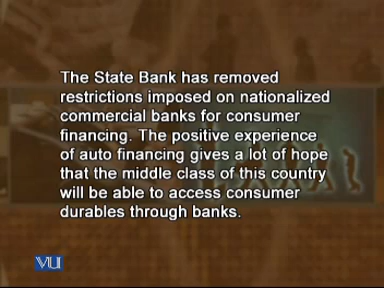 The State Bank has removed
restrictions imposed on nationalized
commercial banks for consumer
financing. The positive experience
of auto financing gives a lot of hope
that the middle class of this country
will be able to access consumer
durables through banks.
VU